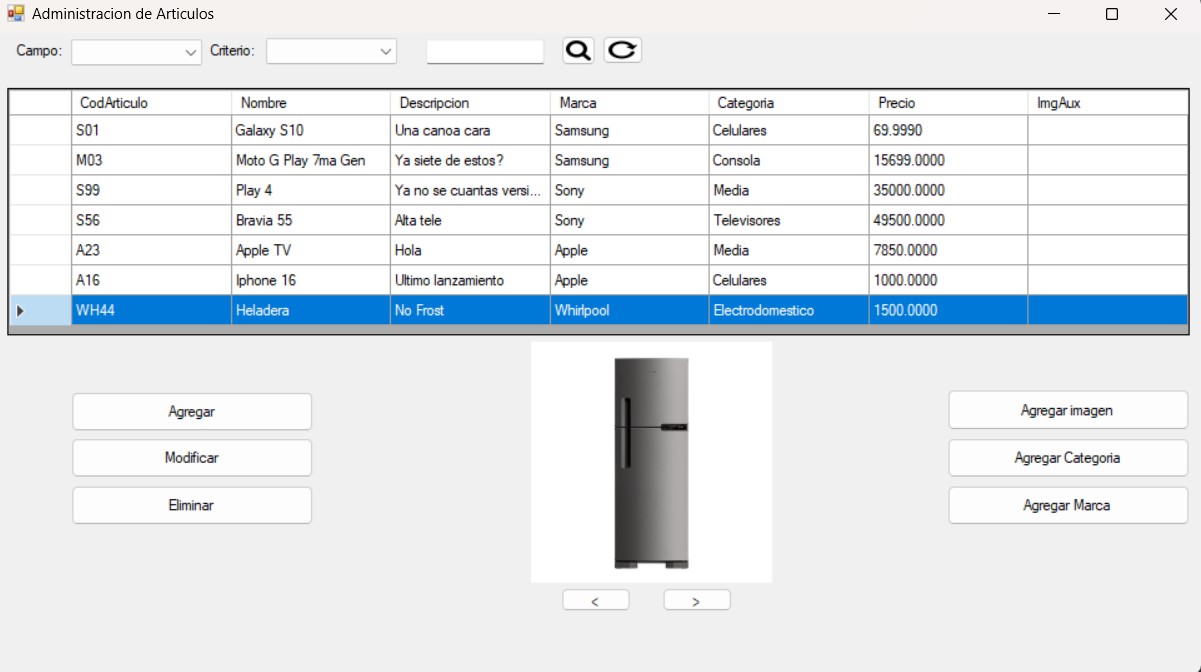 Administracion de Articulos
Campo: Criterio:
CodArticulo Nombre Descripcion Marca Categoria Precio ImgAux
S01 Galaxy S10 Una canoa cara Samsung Celulares 69.9990
M03 Moto G Play 7ma Gen Ya siete de estos? Samsung Consola 15699.0000
S99 Play 4 Ya no se cuantas versi... Sony Media 35000.0000
S56 Bravia 55 Alta tele Sony Televisores 49500.0000
A23 Apple TV Hola Apple Media 7850.0000
A16 Iphone 16 Ultimo lanzamiento Apple Celulares 1000.0000
WH44 Heladera No Frost Whirlpool Electrodomestico 1500.0000
Agregar
Modificar
Eliminar
Agregar imagen
Agregar Categoria
Agregar Marca
< >